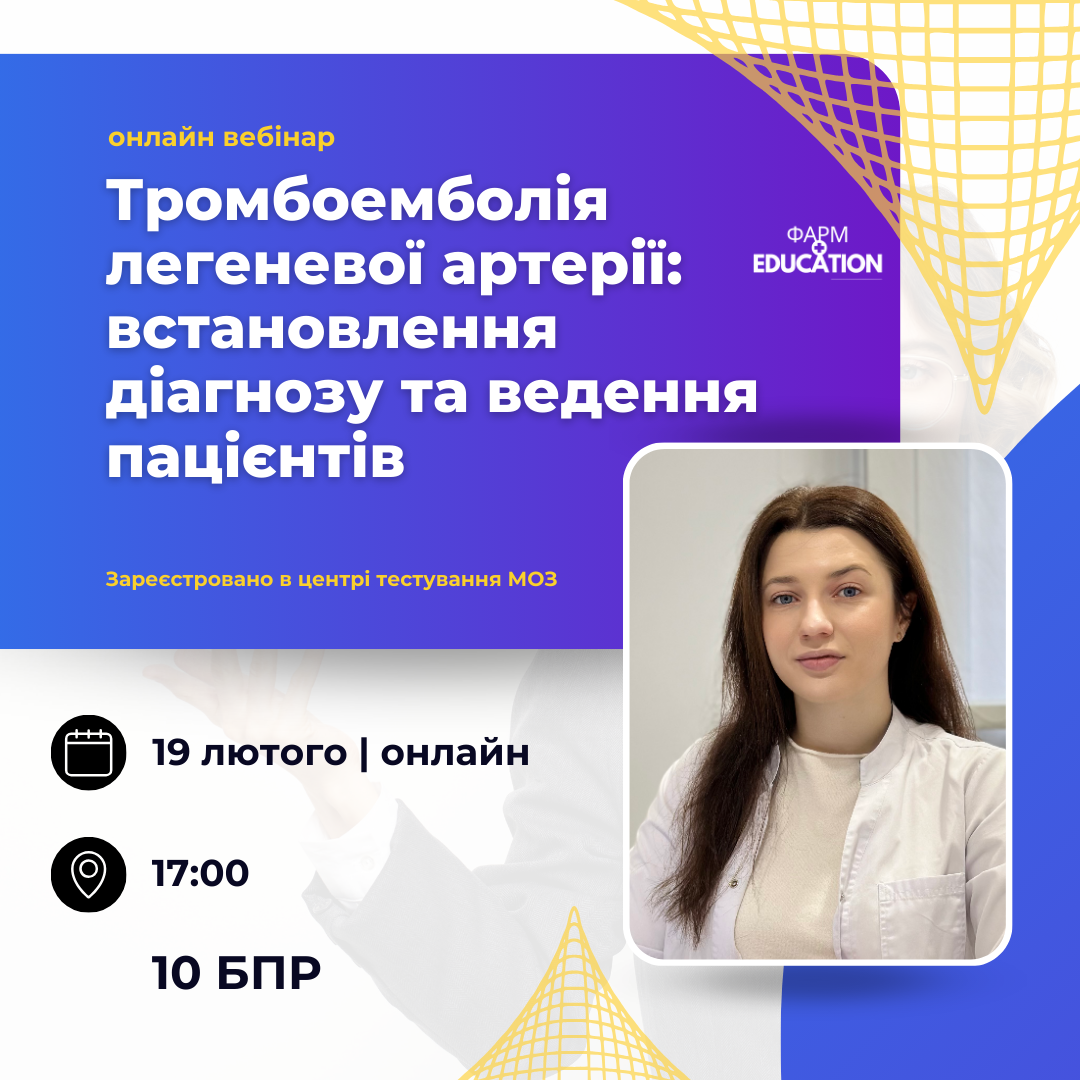 онлайн вебінар
Тромбоемболія
легеневої артерії:
встановлення
діагнозу та ведення
пацієнтів
ФАРМ
EDUCATION
Зареєстровано в центрі тестування МОЗ
19 лютого | онлайн
17:00
10 БПР